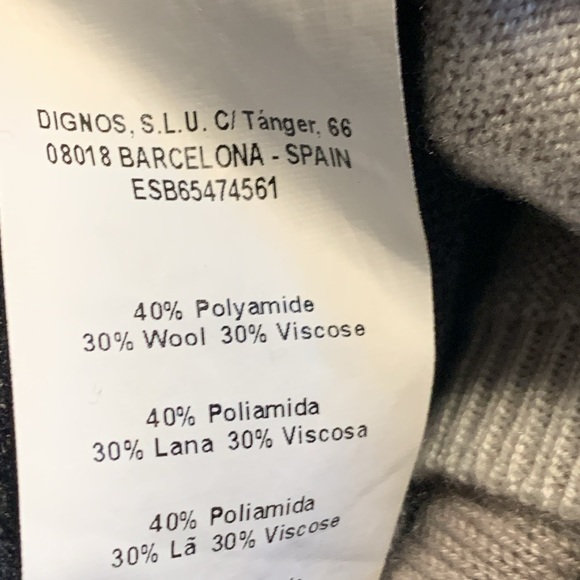 DIGNOS, S.L.U. C/ Tánger, 66
08018 BARCELONA - SPAIN
ESB65474561
40% Polyamide
30% Wool 30% Viscose
40% Poliamida
30% Lana 30% Viscosa
40% Poliamida
30% Lã 30% Viscose